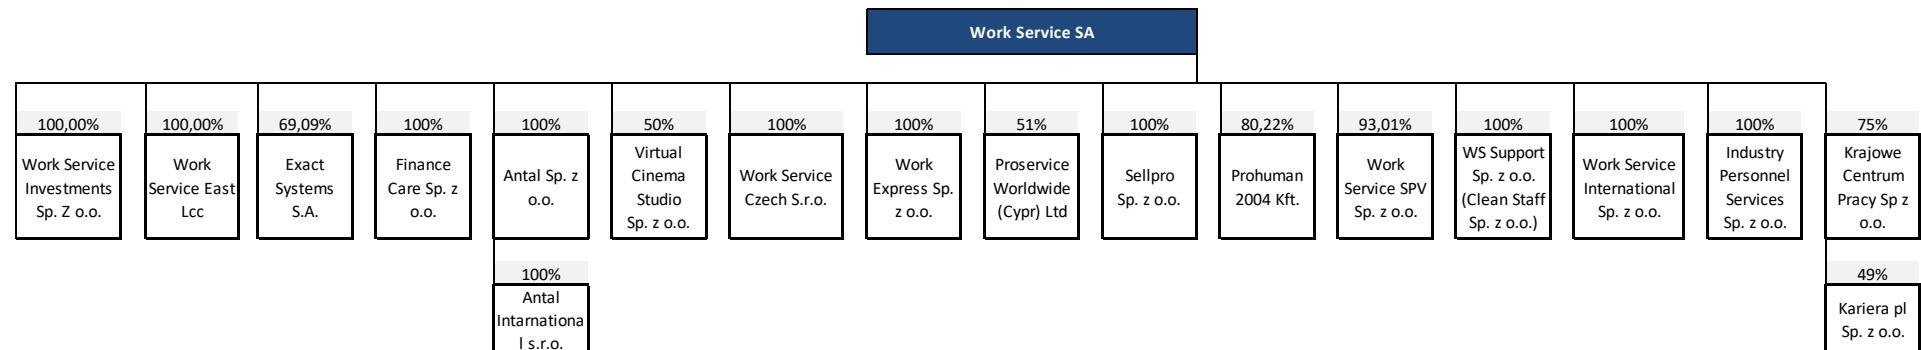 Work Service SA
100,00%
100,00%
69,09%
100%
100%
50%
100%
100%
51%
100%
80,22%
93,01%
100%
100%
100%
75%
Work Service
Investments
Sp. Z o.o.
Work
Service East
Lcc
Exact
Systems
S.A.
Finance
Care Sp. z
o.o.
Antal Sp. z
o.o.
Virtual
Cinema
Studio
Sp. z o.o.
Work Service
Czech S.r.o.
Work
Express Sp.
z o.o.
Proservice
Worldwide
(Cypr) Ltd
Sellpro
Sp. z o.o.
Prohuman
2004 Kft.
Work
Service SPV
Sp. z o.o.
WS Support
Sp. z o.o.
(Clean Staff
Sp. z o.o.)
Work Service
International
Sp. z o.o.
Industry
Personnel
Services
Sp. z o.o.
Krajowe
Centrum
Pracy Sp z
o.o.
100%
Antal
Intarnationa
l s.r.o.
49%
Kariera pl
Sp. z o.o.